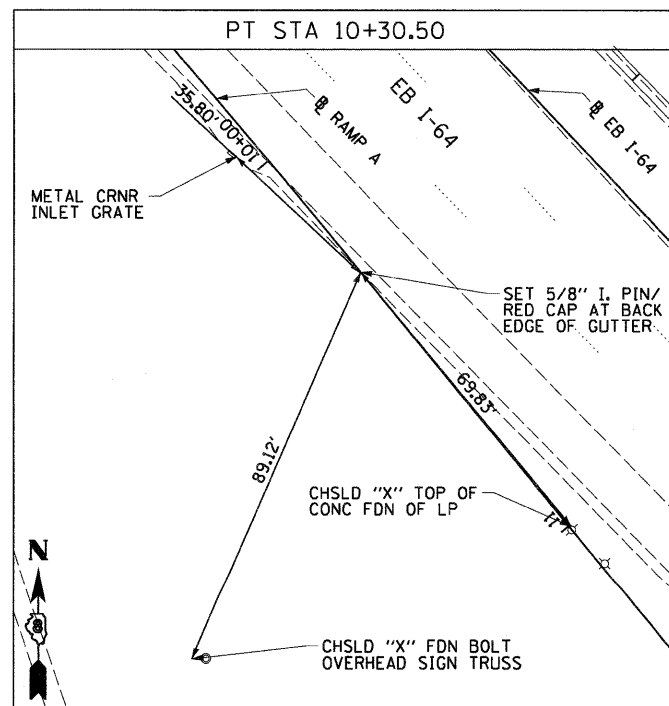 PT STA 10+30.50
EB I-64
℄ RAMP A
℄ EB I-64
35.80'
110+00
METAL CRNR
INLET GRATE
SET 5/8" I. PIN/
RED CAP AT BACK
EDGE OF GUTTER
69.83'
89.12'
CHSLD "X" TOP OF
CONC FDN OF LP
N
8
CHSLD "X" FDN BOLT
OVERHEAD SIGN TRUSS